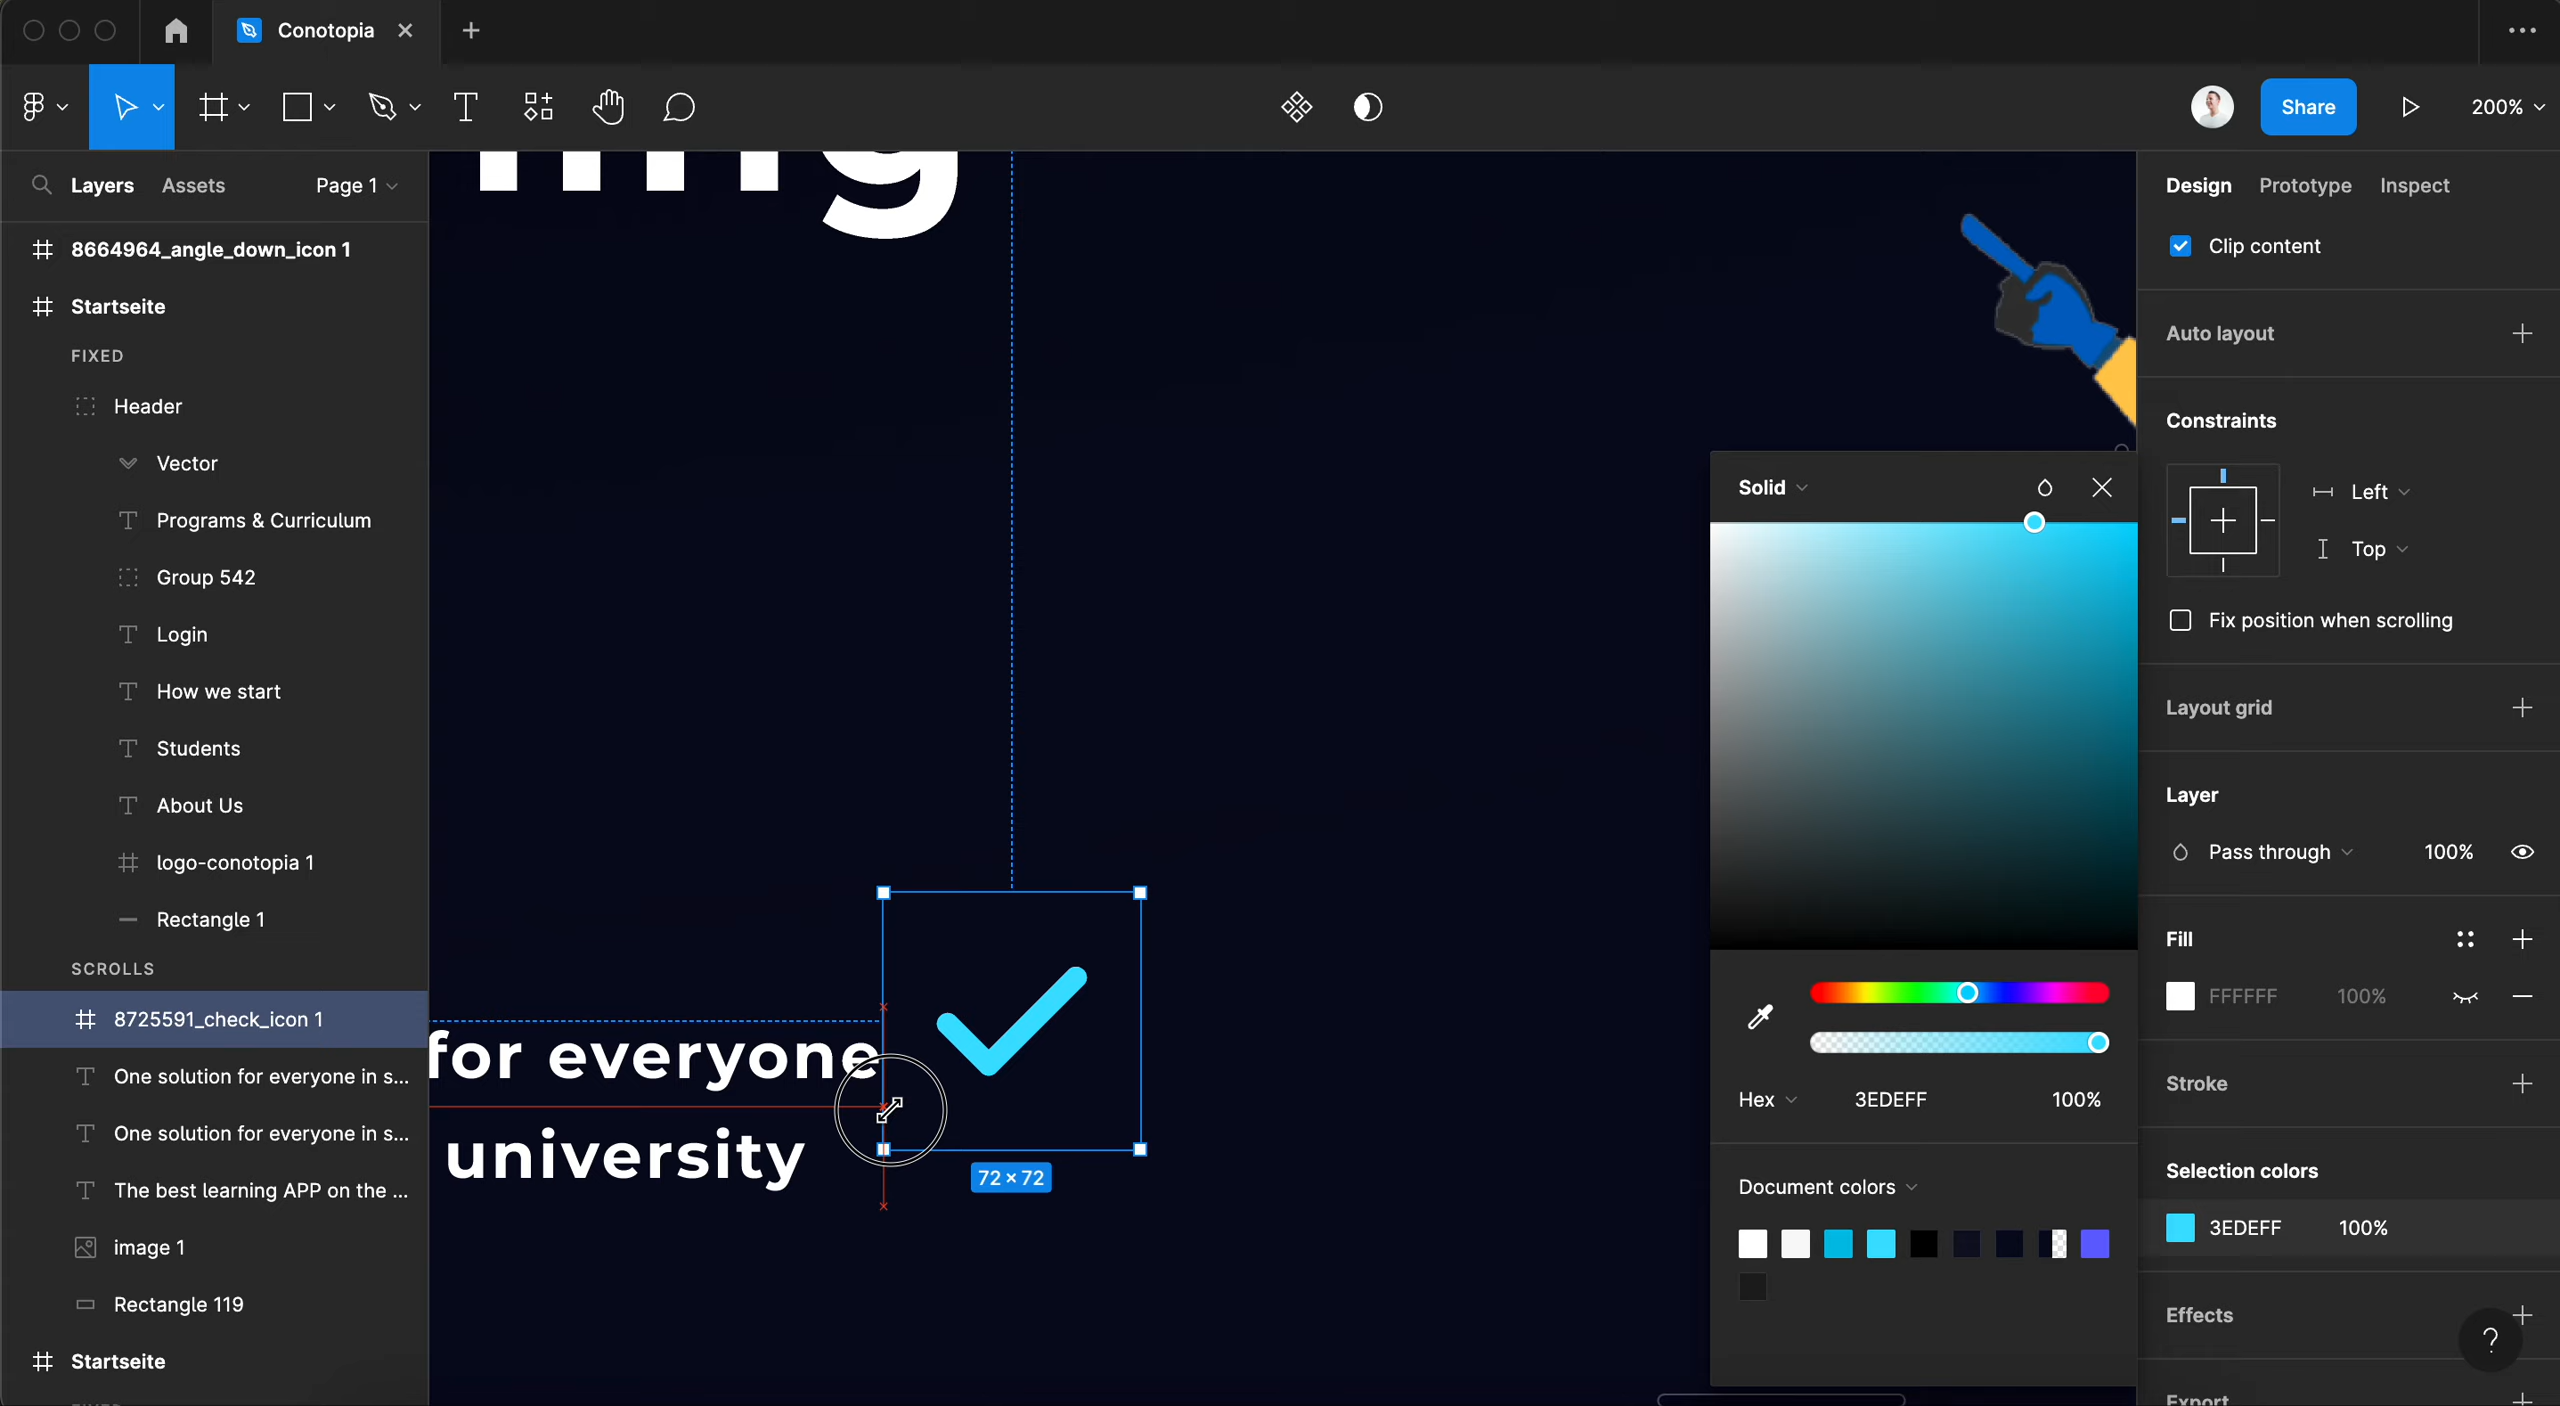 Conotopia
Share
200%
Layers
Assets
Page 1
8664964_angle_down_icon 1
Startseite
FIXED
Header
Vector
Programs & Curriculum
Group 542
Login
How we start
Students
About Us
logo-conotopia 1
Rectangle 1
SCROLLS
8725591_check_icon 1
One solution for everyone in s...
One solution for everyone in s...
The best learning APP on the ...
image 1
Rectangle 119
Startseite
for everyone
university
72 × 72
Solid
Hex
3EDEFF
100%
Document colors
Design
Prototype
Inspect
Clip content
Auto layout
Constraints
Left
Top
Fix position when scrolling
Layout grid
Layer
Pass through
100%
Fill
FFFFFF
100%
Stroke
Selection colors
3EDEFF
100%
Effects
?
Export